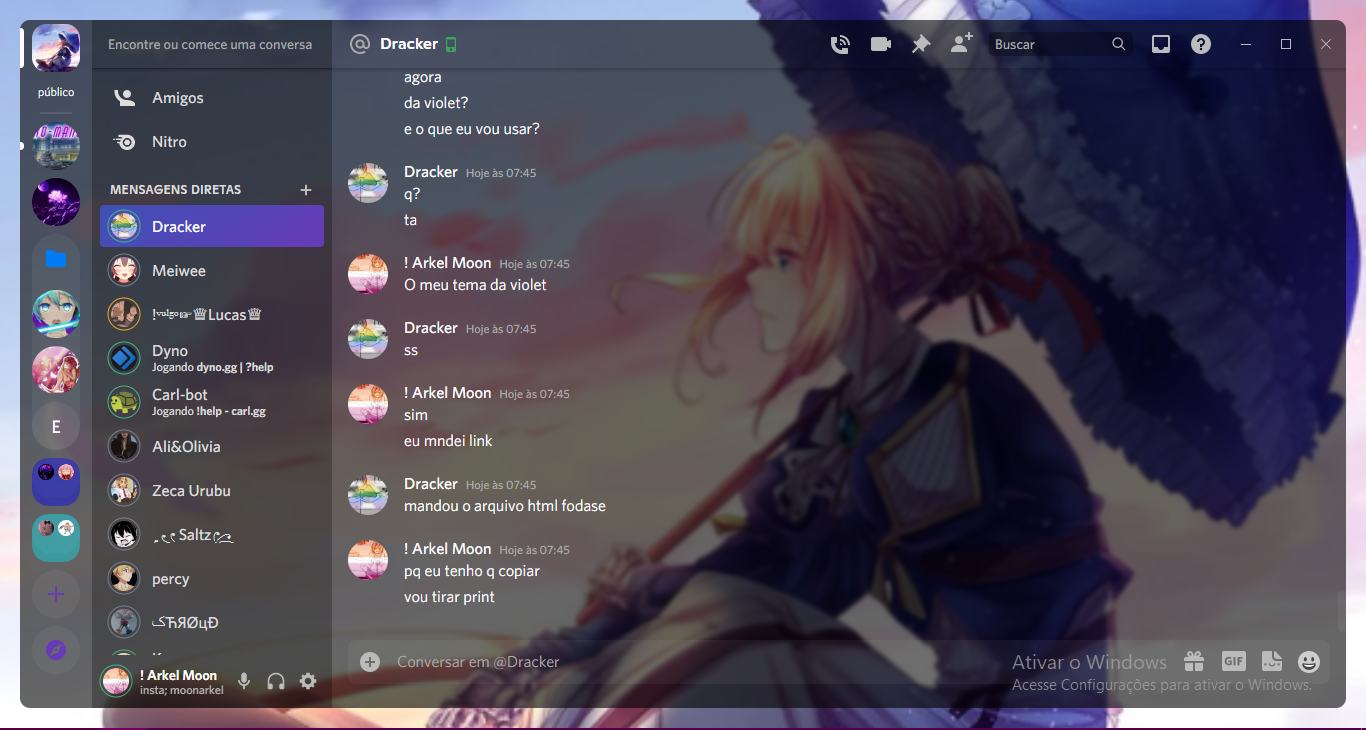 público
E
Encontre ou comece uma conversa
Amigos
Nitro
MENSAGENS DIRETAS
Dracker
Meiwee
!ᵛᵘˡᵍᵒ☞♕Lucas♕
Dyno
Jogando dyno.gg | ?help
Carl-bot
Jogando !help - carl.gg
Ali&Olivia
Zeca Urubu
Saltz
percy
ЂЯØцĐ
! Arkel Moon
insta; moonarkel
Dracker
Buscar
agora
da violet?
e o que eu vou usar?
Dracker Hoje às 07:45
q?
ta
! Arkel Moon Hoje às 07:45
O meu tema da violet
Dracker Hoje às 07:45
ss
! Arkel Moon Hoje às 07:45
sim
eu mndei link
Dracker Hoje às 07:45
mandou o arquivo html fodase
! Arkel Moon Hoje às 07:45
pq eu tenho q copiar
vou tirar print
Conversar em @Dracker
GIF
Ativar o Windows
Acesse Configurações para ativar o Windows.